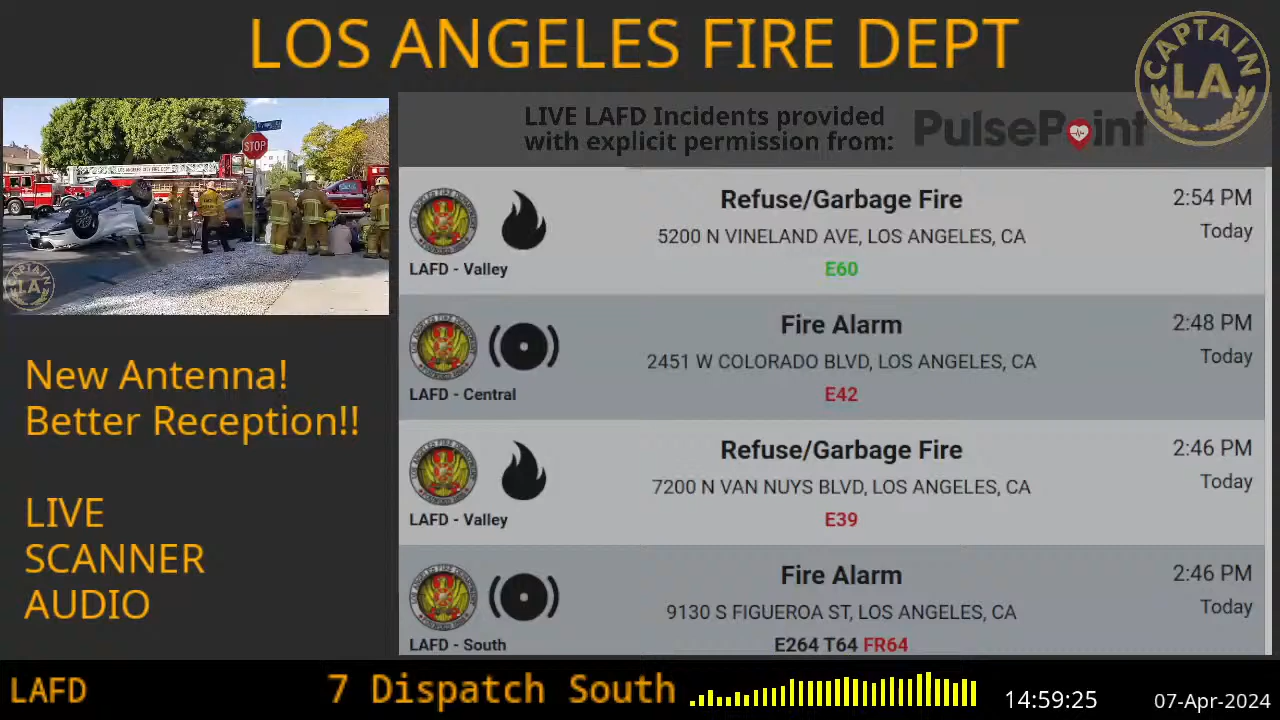 LOS ANGELES FIRE DEPT
CAPTAIN
LA
LIVE LAFD Incidents provided
with explicit permission from:
PulsePoint
STOP
CAPTAIN
LA
New Antenna!
Better Reception!!
LIVE
SCANNER
AUDIO
Refuse/Garbage Fire
2:54 PM
5200 N VINELAND AVE, LOS ANGELES, CA
Today
LAFD - Valley
E60
Fire Alarm
2:48 PM
2451 W COLORADO BLVD, LOS ANGELES, CA
Today
LAFD - Central
E42
Refuse/Garbage Fire
2:46 PM
7200 N VAN NUYS BLVD, LOS ANGELES, CA
Today
LAFD - Valley
E39
Fire Alarm
2:46 PM
9130 S FIGUEROA ST, LOS ANGELES, CA
Today
LAFD - South
E264 T64 FR64
LAFD
7 Dispatch South
14:59:25
07-Apr-2024